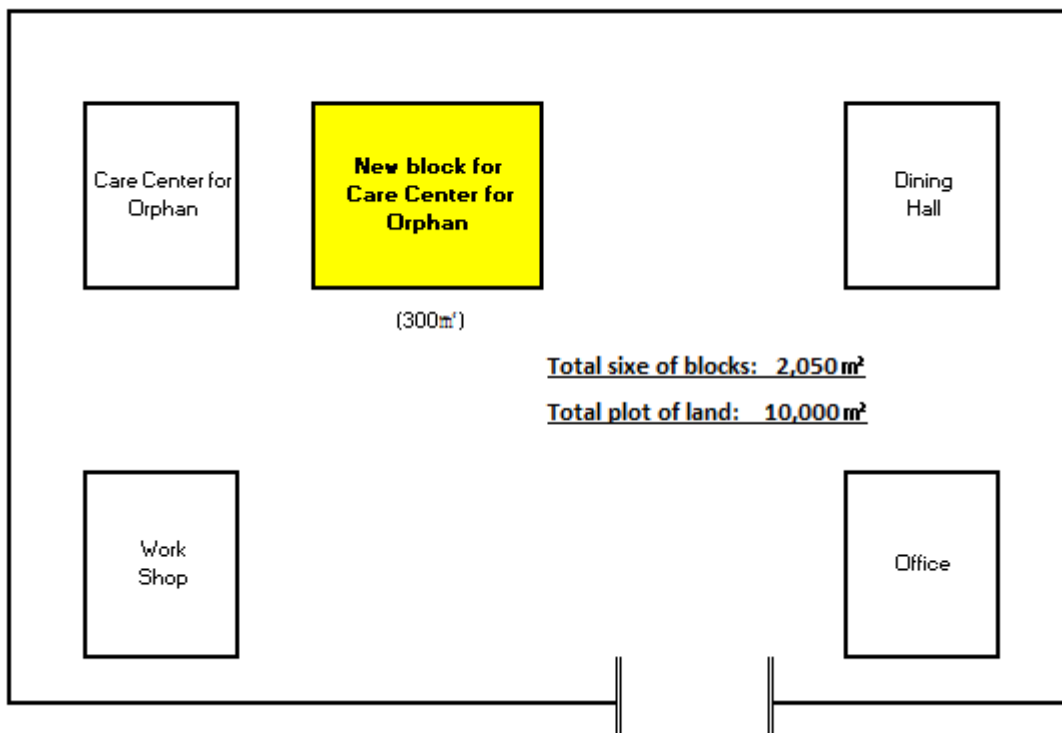 Care Center for
Orphan
New block for
Care Center for
Orphan
Dining
Hall
(300㎡)
Total sixe of blocks: 2,050㎡
Total plot of land: 10,000㎡
Work
Shop
Office